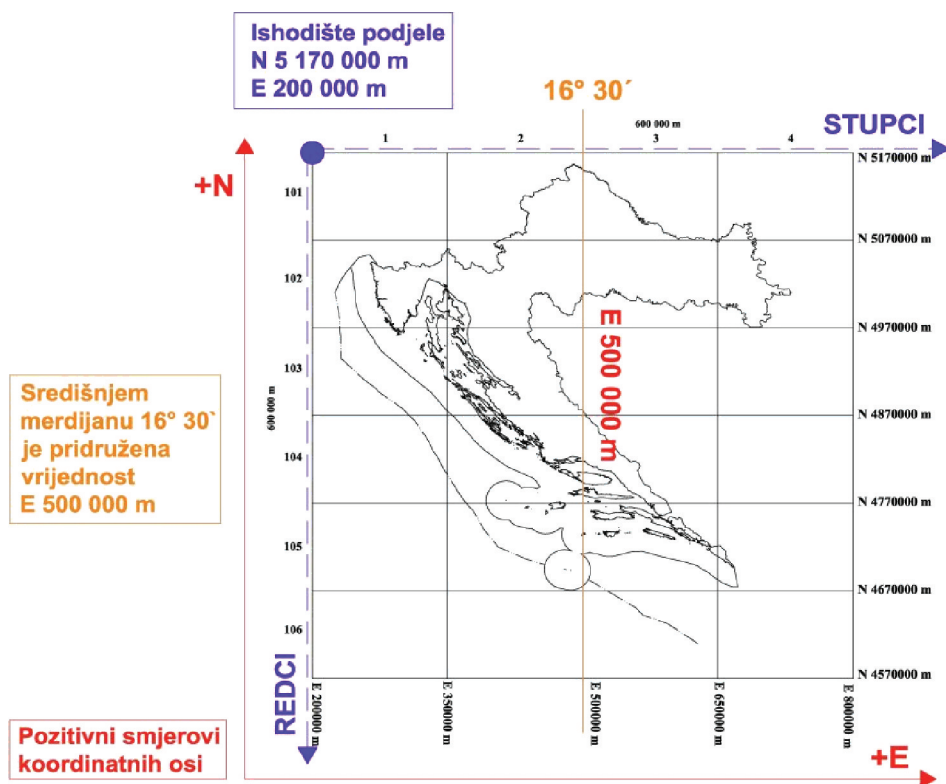 Ishodište podjele
N 5 170 000 m
E 200 000 m
16° 30´
600 000 m
STUPCI
1
2
3
4
+N
N 5170000 m
101
N 5070000 m
102
N 4970000 m
E 500 000 m
103
600 000 m
Središnjem
merdijanu 16° 30`
je pridružena
vrijednost
E 500 000 m
N 4870000 m
104
N 4770000 m
105
N 4670000 m
106
N 4570000 m
REDCI
E 200000 m
E 350000 m
E 500000 m
E 650000 m
E 800000 m
Pozitivni smjerovi
koordinatnih osi
+E